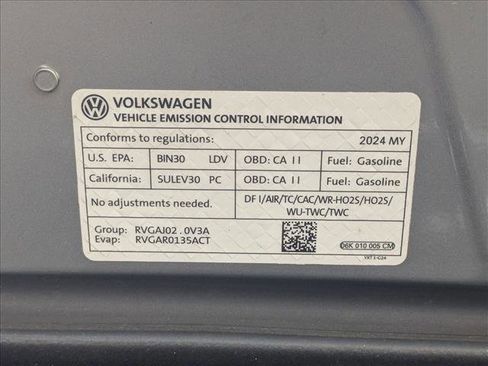 VOLKSWAGEN
VEHICLE EMISSION CONTROL INFORMATION
Conforms to regulations: 2024 MY
U.S. EPA: BIN30 LDV OBD: CA II Fuel: Gasoline
California: SULEV30 PC OBD: CA II Fuel: Gasoline
No adjustments needed. DFI/AIR/TC/CAC/WR-HO2S/HO2S/
WU-TWC/TWC
Group: RVGAJ02.0V3A
Evap: RVGAR0135ACT
06K 010 005 CM